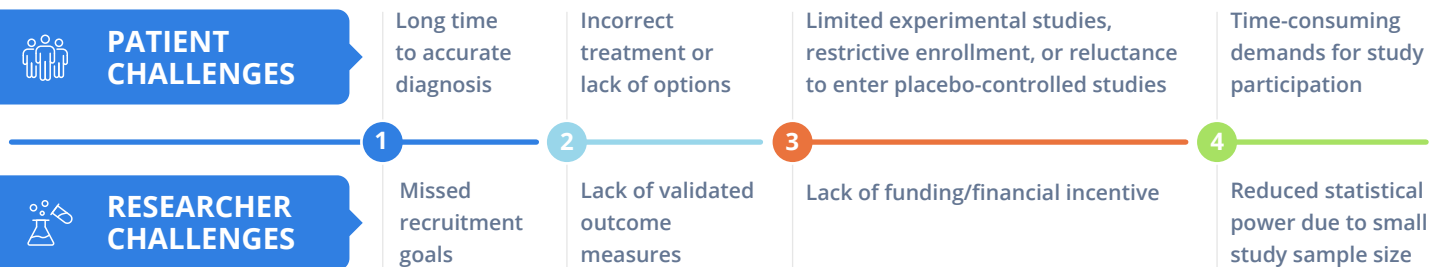 PATIENT
CHALLENGES
Long time
to accurate
diagnosis
Incorrect
treatment or
lack of options
Limited experimental studies,
restrictive enrollment, or reluctance
to enter placebo-controlled studies
Time-consuming
demands for study
participation
1
2
3
4
RESEARCHER
CHALLENGES
Missed
recruitment
goals
Lack of validated
outcome
measures
Lack of funding/financial incentive
Reduced statistical
power due to small
study sample size